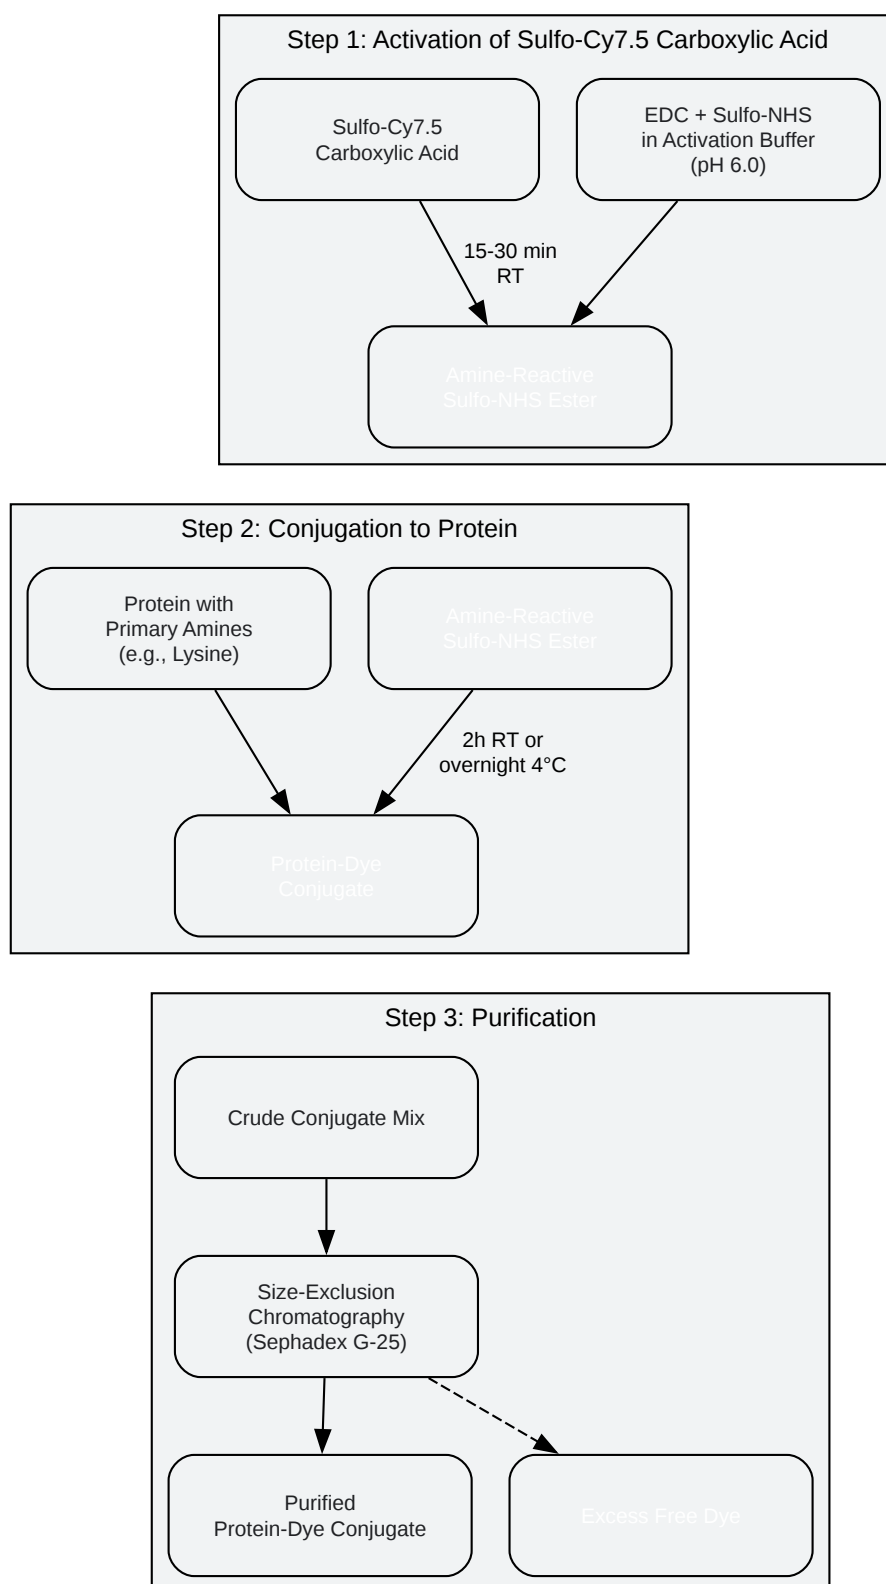 Step 1: Activation of Sulfo-Cy7.5 Carboxylic Acid
Sulfo-Cy7.5
Carboxylic Acid
EDC + Sulfo-NHS
in Activation Buffer
(pH 6.0)
15-30 min
RT
Amine-Reactive
Sulfo-NHS Ester
Step 2: Conjugation to Protein
Protein with
Primary Amines
(e.g., Lysine)
Amine-Reactive
Sulfo-NHS Ester
2h RT or
overnight 4°C
Protein-Dye
Conjugate
Step 3: Purification
Crude Conjugate Mix
Size-Exclusion
Chromatography
(Sephadex G-25)
Purified
Protein-Dye Conjugate
Excess Free Dye